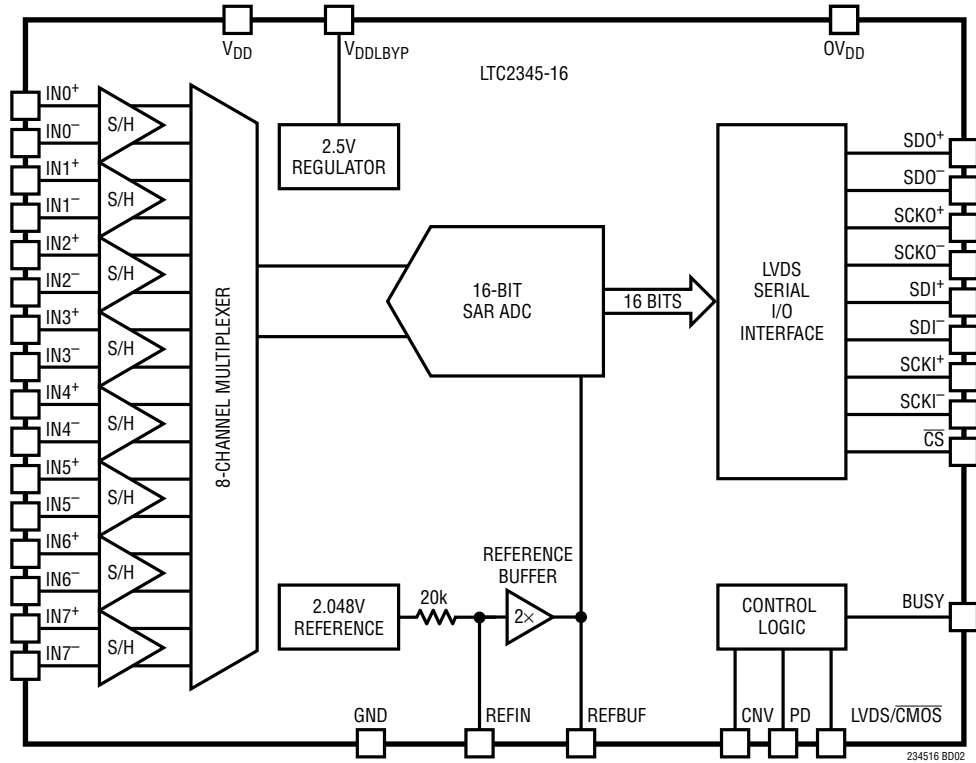 V_DD
V_DDLBYP
OV_DD
LTC2345-16
IN0+
IN0–
IN1+
IN1–
IN2+
IN2–
IN3+
IN3–
IN4+
IN4–
IN5+
IN5–
IN6+
IN6–
IN7+
IN7–
S/H
S/H
S/H
S/H
S/H
S/H
S/H
S/H
8-CHANNEL MULTIPLEXER
2.5V
REGULATOR
16-BIT
SAR ADC
16 BITS
LVDS
SERIAL
I/O
INTERFACE
SDO+
SDO–
SCKO+
SCKO–
SDI+
SDI–
SCKI+
SCKI–
CS
2.048V
REFERENCE
20k
REFERENCE
BUFFER
2×
CONTROL
LOGIC
BUSY
GND
REFIN
REFBUF
CNV
PD
LVDS/CMOS
234516 BD02